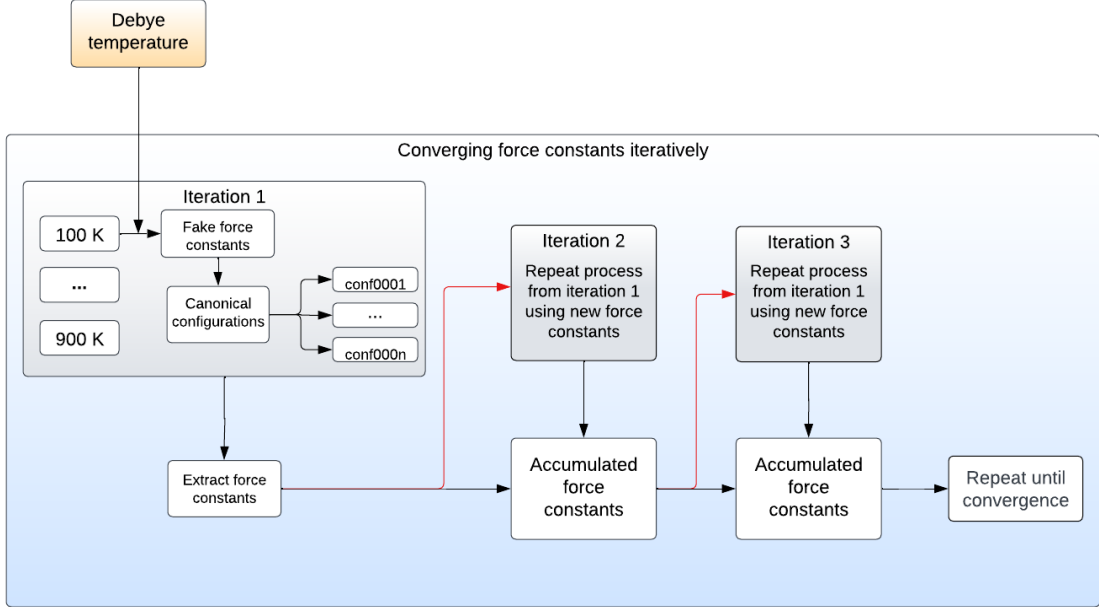 Debye
temperature
Converging force constants iteratively
Iteration 1
100 K
...
900 K
Fake force
constants
Canonical
configurations
conf0001
...
conf000n
Extract force
constants
Iteration 2
Repeat process
from iteration 1
using new force
constants
Accumulated
force
constants
Iteration 3
Repeat process
from iteration 1
using new force
constants
Accumulated
force
constants
Repeat until
convergence